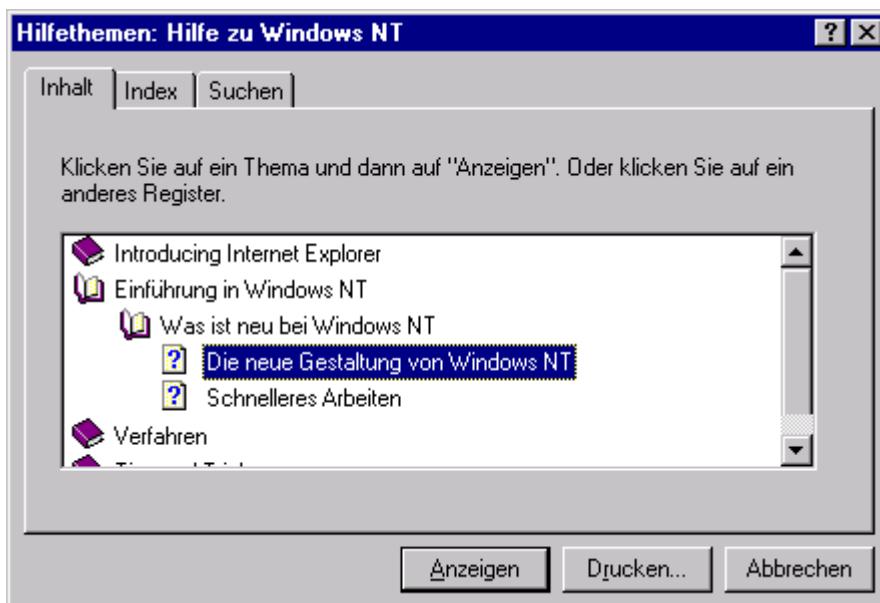 Hilfethemen: Hilfe zu Windows NT
Inhalt Index Suchen
Klicken Sie auf ein Thema und dann auf "Anzeigen". Oder klicken Sie auf ein
anderes Register.
Introducing Internet Explorer
Einführung in Windows NT
Was ist neu bei Windows NT
Die neue Gestaltung von Windows NT
Schnelleres Arbeiten
Verfahren
Anzeigen Drucken... Abbrechen